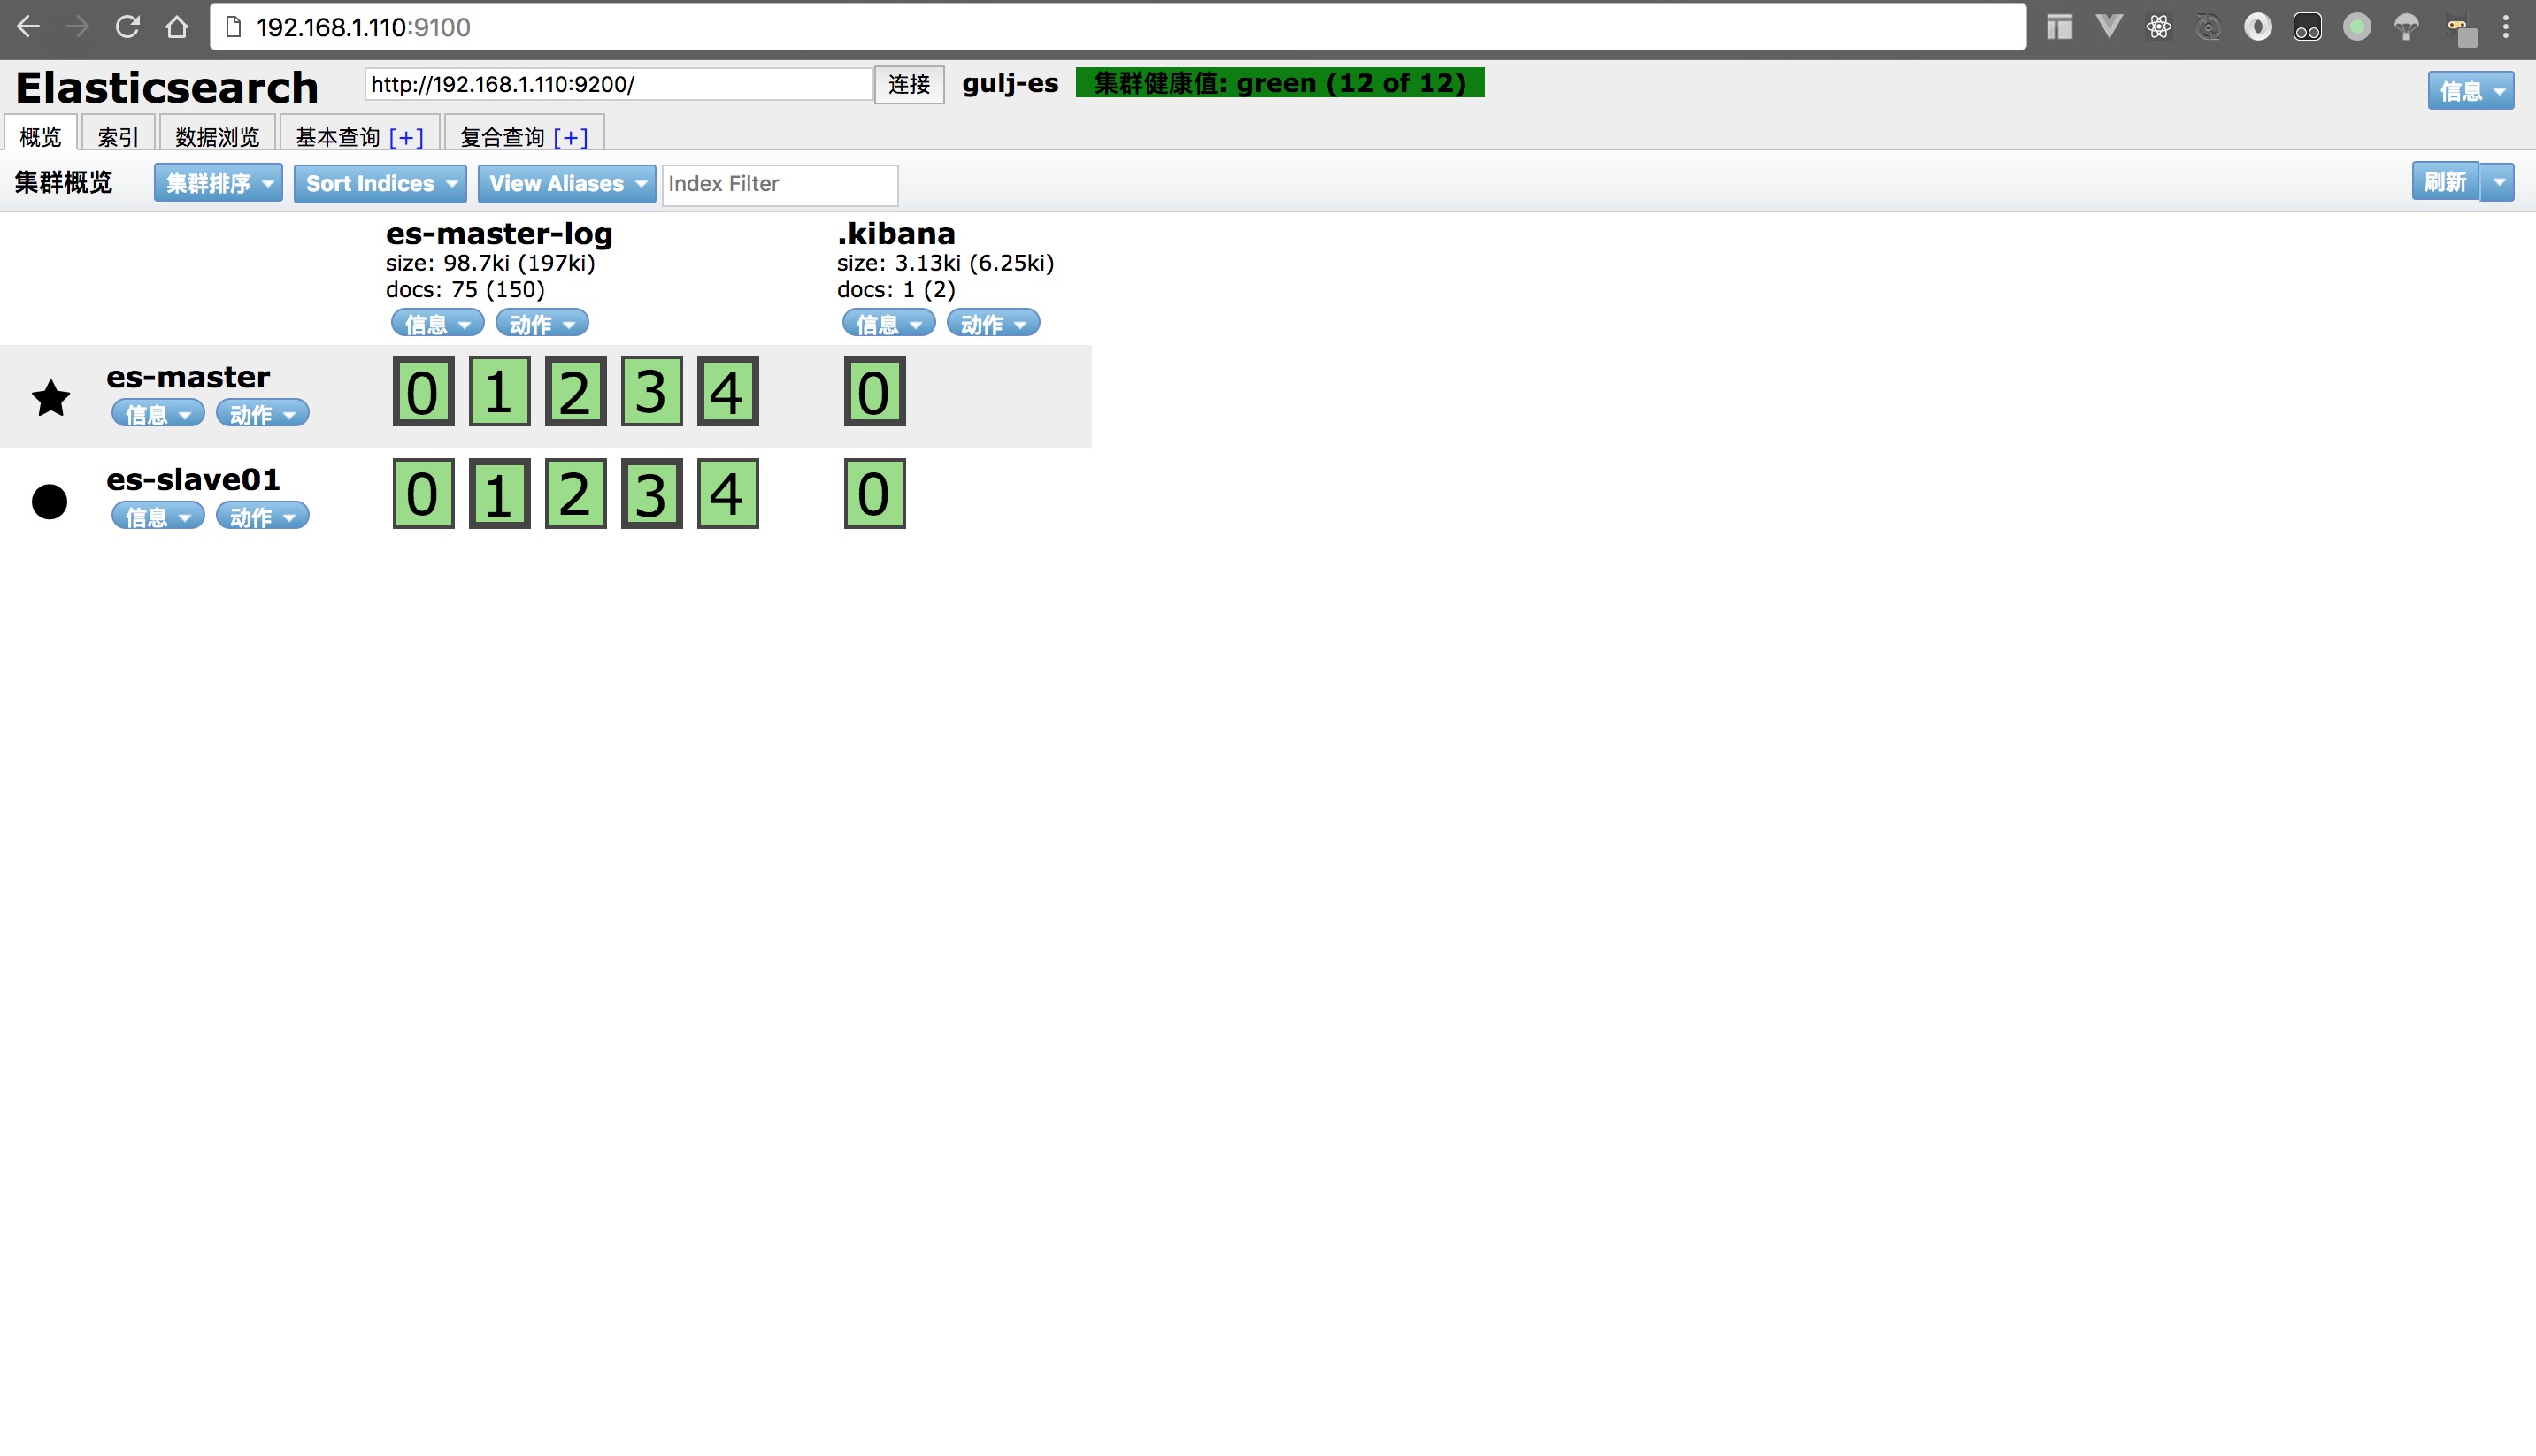 192.168.1.110:9100
Elasticsearch http://192.168.1.110:9200/ 连接 gulj-es 集群健康值: green (12 of 12) 信息
概览 索引 数据浏览 基本查询 [+] 复合查询 [+]
集群概览 集群排序 Sort Indices View Aliases Index Filter 刷新
es-master-log .kibana
size: 98.7ki (197ki) size: 3.13ki (6.25ki)
docs: 75 (150) docs: 1 (2)
信息 动作 信息 动作
es-master 0 1 2 3 4 0
信息 动作
es-slave01 0 1 2 3 4 0
信息 动作